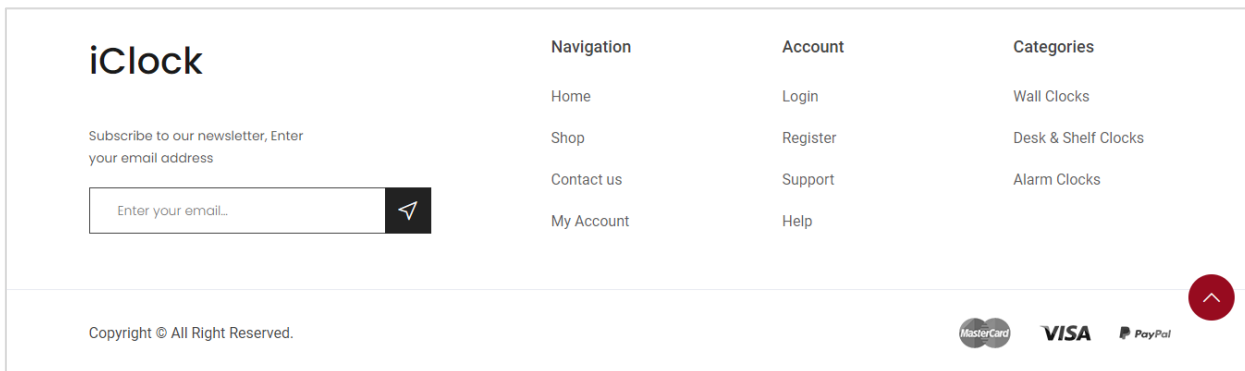 iClock
Subscribe to our newsletter, Enter
your email address
Enter your email...
Navigation
Home
Shop
Contact us
My Account
Account
Login
Register
Support
Help
Categories
Wall Clocks
Desk & Shelf Clocks
Alarm Clocks
Copyright © All Right Reserved.
MasterCard
VISA
PayPal